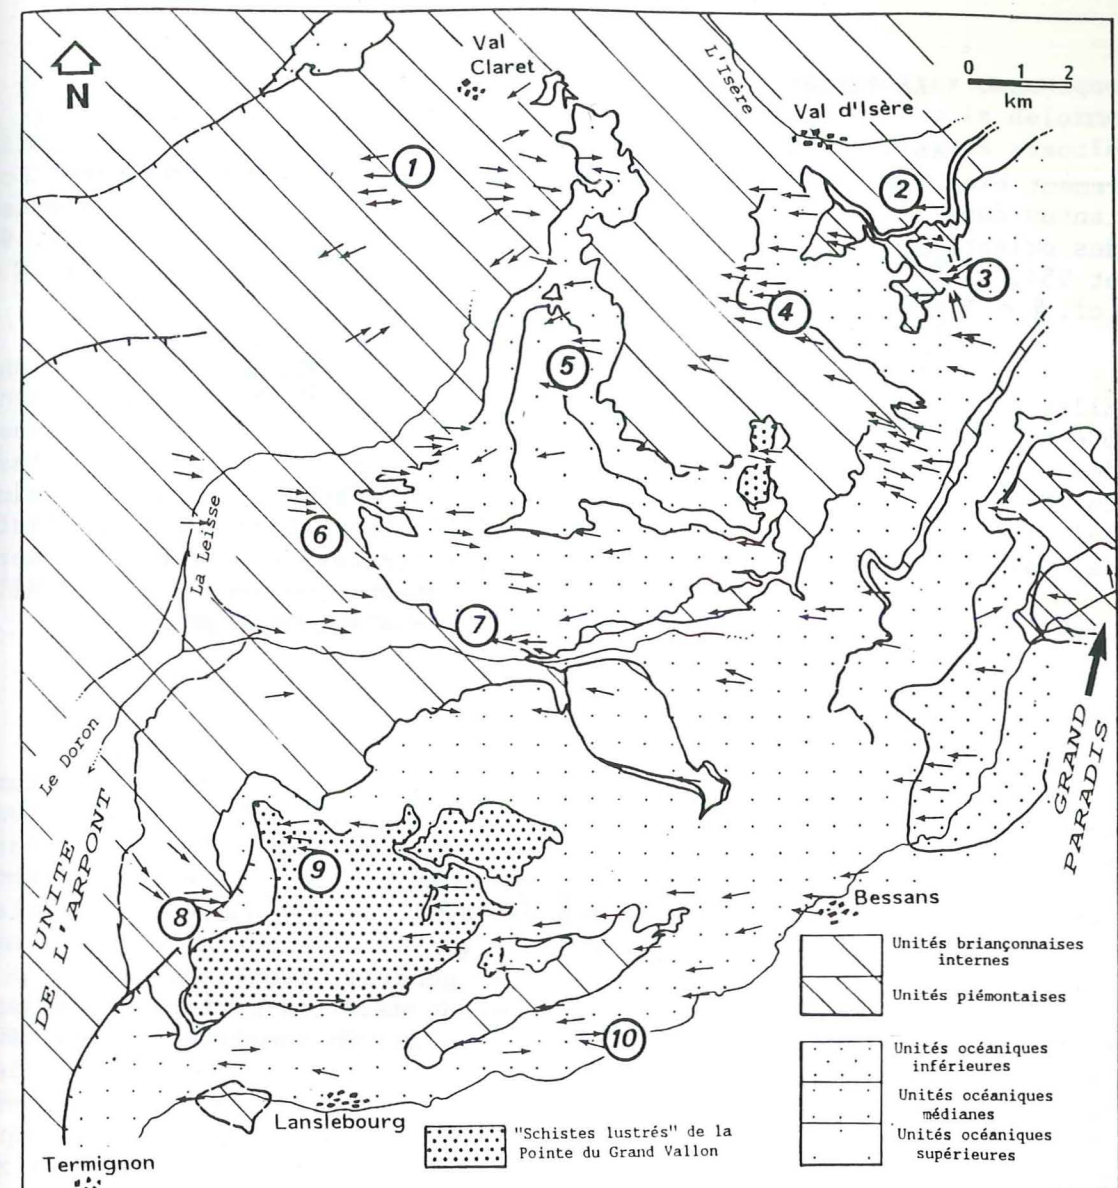 N
Val
Claret
L'Isère
Val d'Isère
0 1 2
km
1
2
3
4
5
6
La Leisse
7
Le Doron
UNITE
DE L'ARPONT
GRAND
PARADIS
8
9
10
Bessans
Lanslebourg
Termignon
Unités briançonnaises
internes
Unités piémontaises
Unités océaniques
inférieures
Unités océaniques
médianes
Unités océaniques
supérieures
"Schistes lustrés" de la
Pointe du Grand Vallon